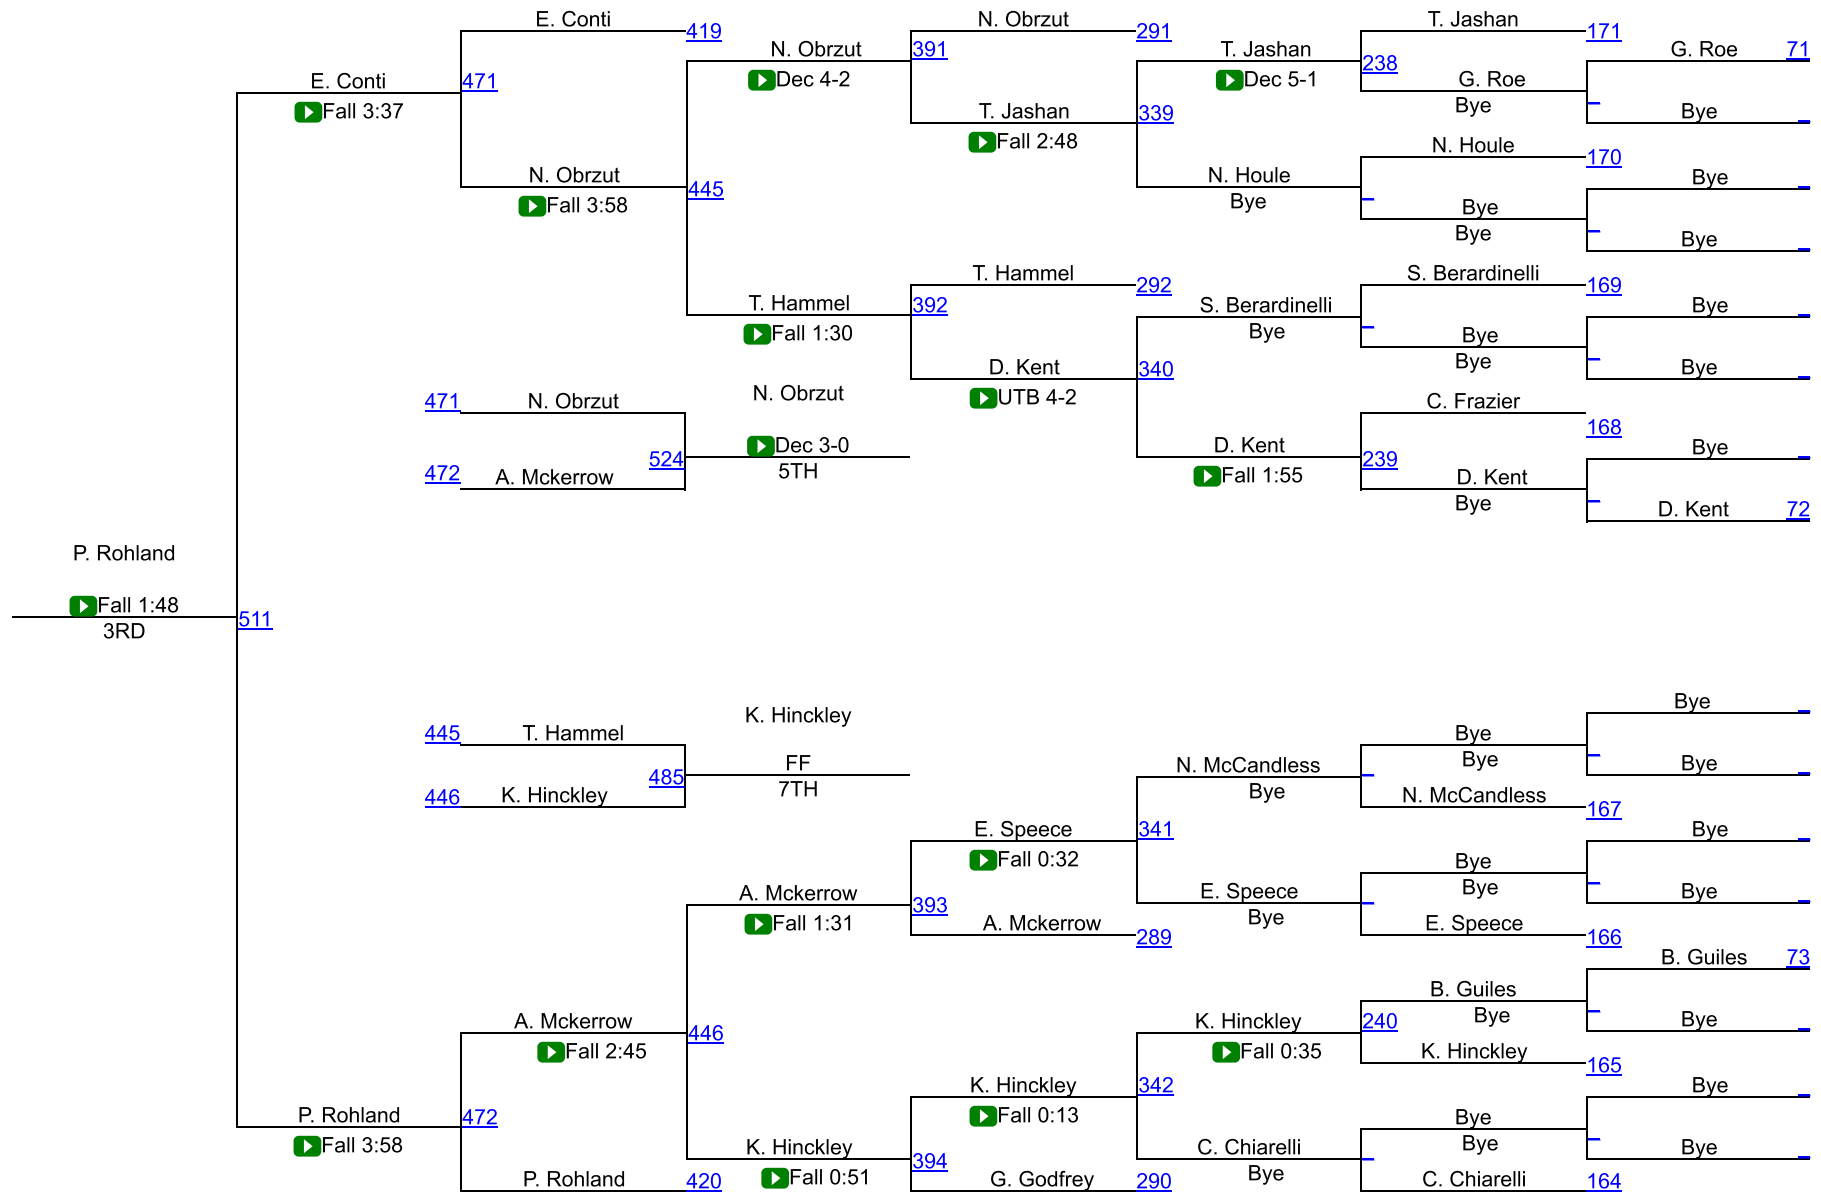 E. Conti 419
N. Obrzut
Dec 4-2
391
N. Obrzut 291
T. Jashan
Dec 5-1
238
T. Jashan 171
G. Roe 71
G. Roe
Bye
Bye
E. Conti
Fall 3:37
471
T. Jashan
Fall 2:48
339
N. Houle 170
N. Houle
Bye
Bye
Bye
Bye
Bye
N. Obrzut
Fall 3:58
445
T. Hammel
Fall 1:30
392
T. Hammel 292
S. Berardinelli
Bye
S. Berardinelli 169
Bye
Bye
Bye
Bye
D. Kent
UTB 4-2
340
C. Frazier
168
Bye
D. Kent
Fall 1:55
239
D. Kent
Bye
D. Kent 72
471 N. Obrzut
N. Obrzut
Dec 3-0
5TH
472 A. Mckerrow
524
P. Rohland
Fall 1:48
3RD
511
445 T. Hammel
K. Hinckley
FF
7TH
485
446 K. Hinckley
Bye
Bye
Bye
Bye
N. McCandless
Bye
N. McCandless
167
E. Speece
Fall 0:32
341
Bye
Bye
Bye
Bye
A. Mckerrow
Fall 1:31
393
E. Speece
Bye
E. Speece
166
A. Mckerrow
289
B. Guiles 73
B. Guiles
Bye
Bye
A. Mckerrow
Fall 2:45
446
K. Hinckley
Fall 0:35
240
K. Hinckley
165
K. Hinckley
Fall 0:13
342
Bye
Bye
Bye
Bye
P. Rohland
Fall 3:58
472
K. Hinckley
Fall 0:51
394
C. Chiarelli
Bye
P. Rohland 420
G. Godfrey 290
C. Chiarelli 164